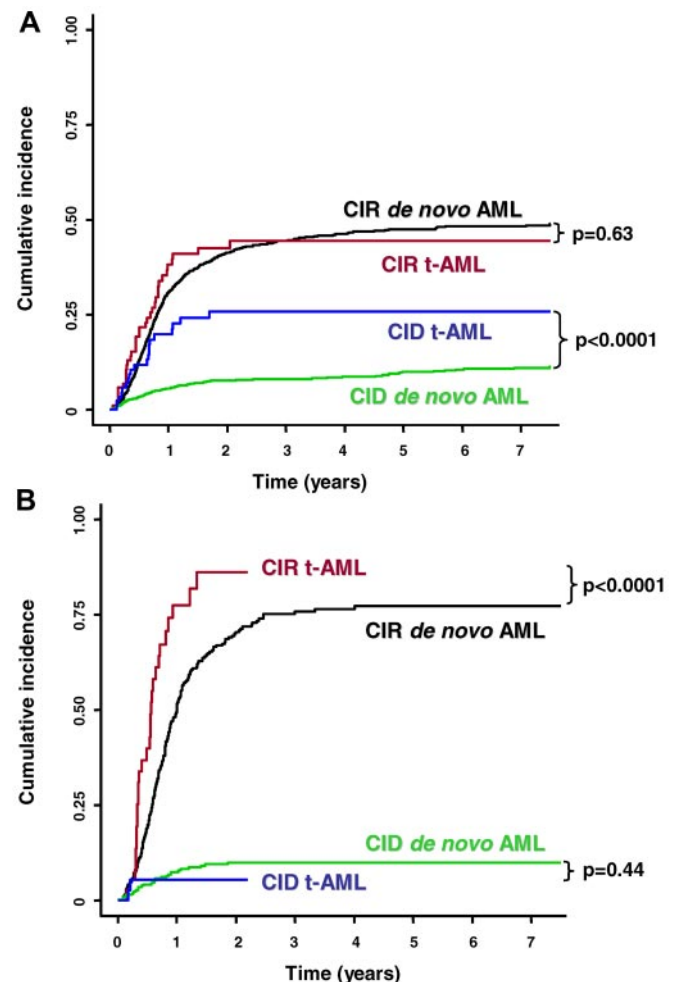 A
Cumulative incidence
1.00
0.75
0.50
0.25
0
CIR de novo AML
p=0.63
CIR t-AML
CID t-AML
p<0.0001
CID de novo AML
0 1 2 3 4 5 6 7
Time (years)
B
Cumulative incidence
1.00
0.75
0.50
0.25
0
CIR t-AML
p<0.0001
CIR de novo AML
CID de novo AML
p=0.44
CID t-AML
0 1 2 3 4 5 6 7
Time (years)